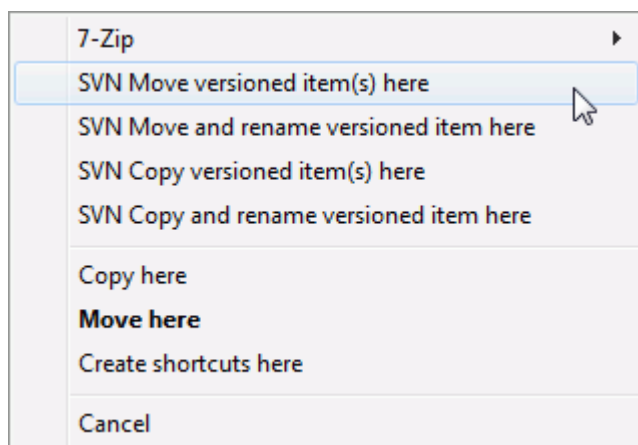 7-Zip
SVN Move versioned item(s) here
SVN Move and rename versioned item here
SVN Copy versioned item(s) here
SVN Copy and rename versioned item here
Copy here
Move here
Create shortcuts here
Cancel